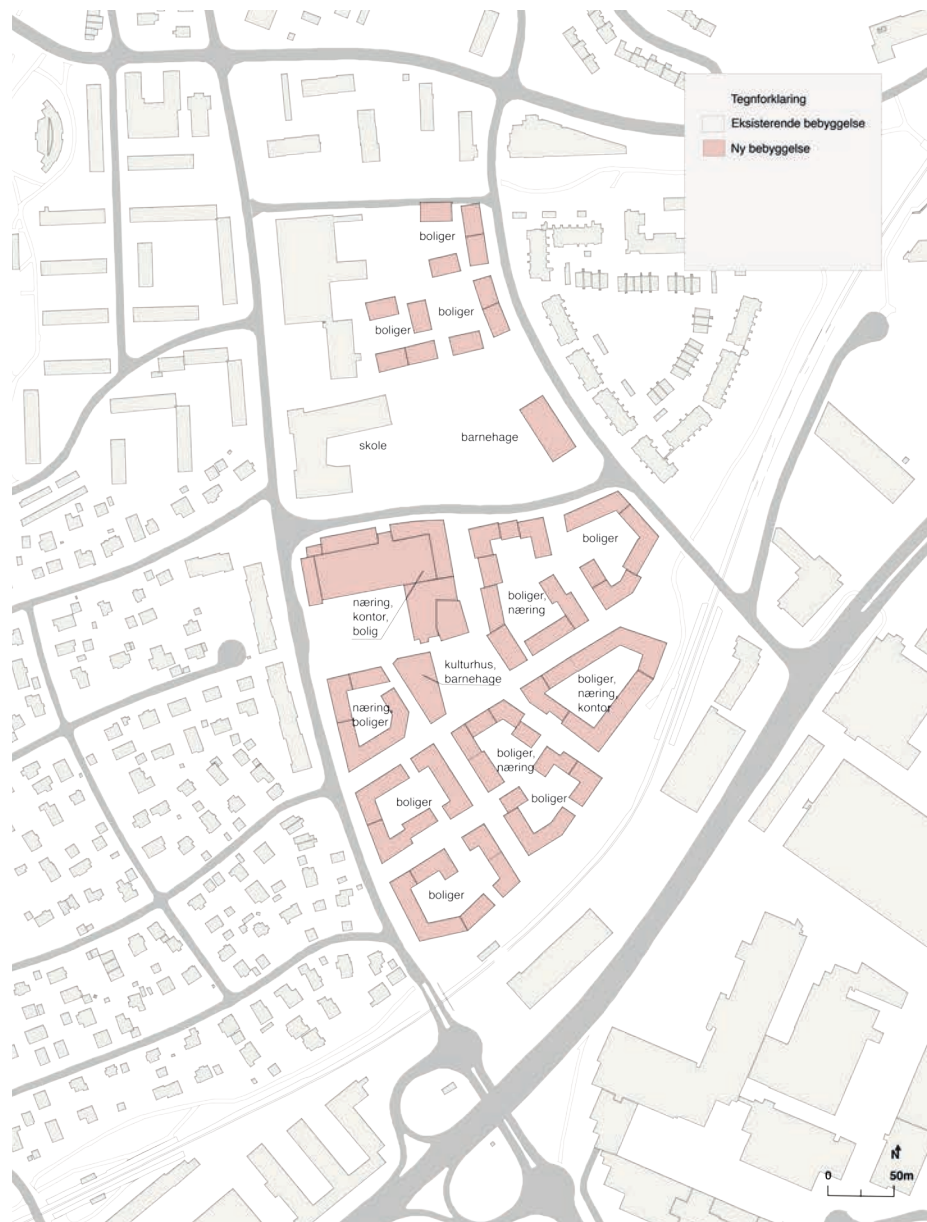 Tegnforklaring
Eksisterende bebyggelse
Ny bebyggelse
boliger
boliger
boliger
skole
barnehage
boliger
boliger,
næring
næring,
kontor,
bolig
kulturhus,
barnehage
boliger,
næring,
kontor
næring,
boliger
boliger,
næring
boliger
boliger
boliger
N
0
50m